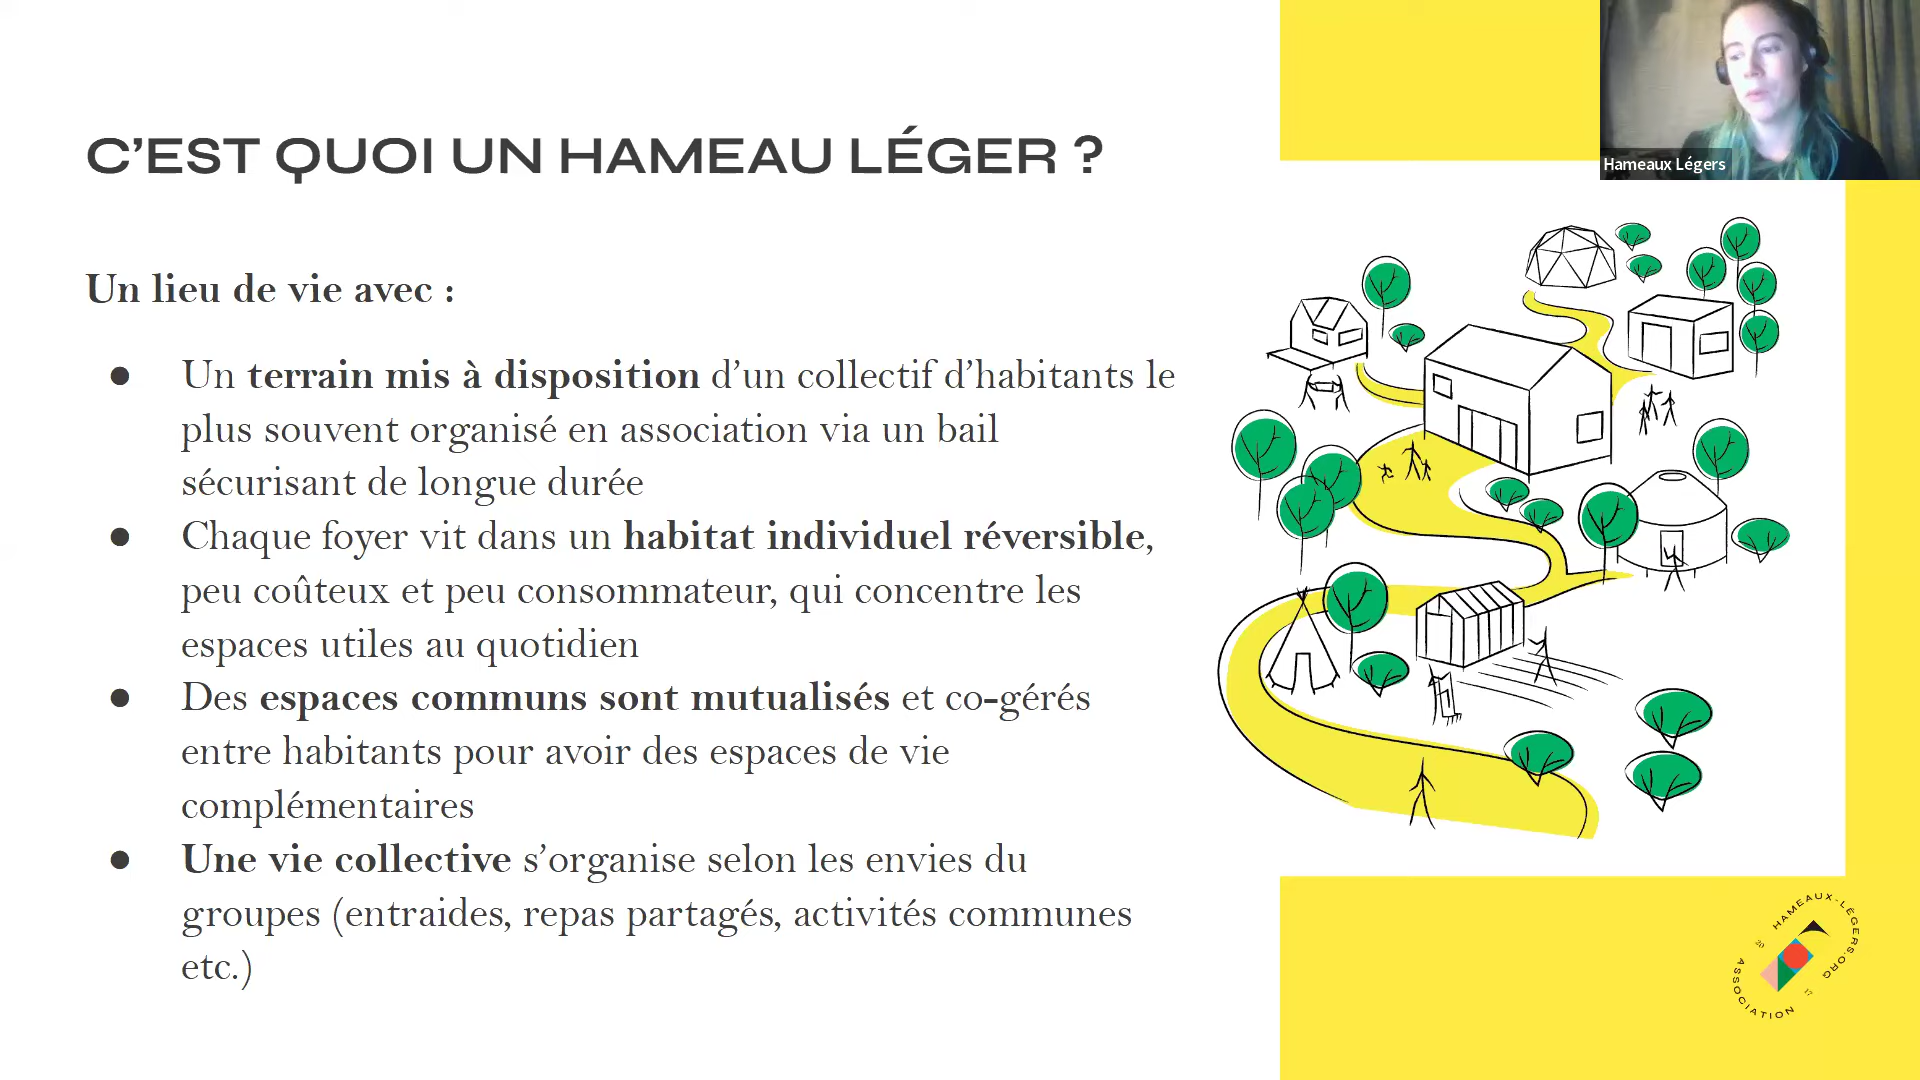 C’EST QUOI UN HAMEAU LÉGER ?
Hameaux Légers
Un lieu de vie avec :
● Un terrain mis à disposition d’un collectif d’habitants le
plus souvent organisé en association via un bail
sécurisant de longue durée
● Chaque foyer vit dans un habitat individuel réversible,
peu coûteux et peu consommateur, qui concentre les
espaces utiles au quotidien
● Des espaces communs sont mutualisés et co-gérés
entre habitants pour avoir des espaces de vie
complémentaires
● Une vie collective s’organise selon les envies du
groupes (entraides, repas partagés, activités communes
etc.)
HAMEAUX-LÉGERS.ORG
20
17
ASSOCIATION